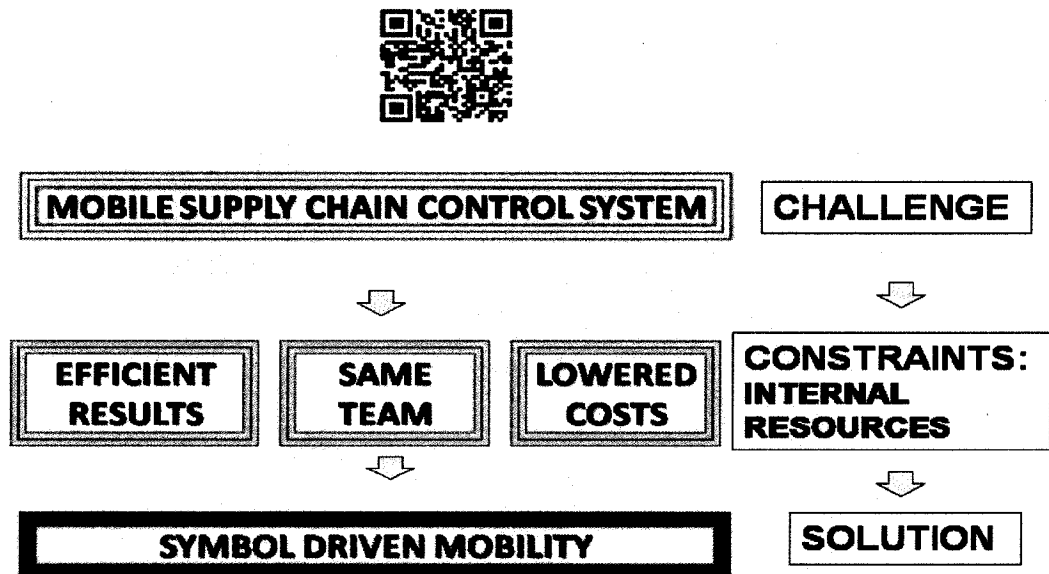 MOBILE SUPPLY CHAIN CONTROL SYSTEM
CHALLENGE
EFFICIENT
RESULTS
SAME
TEAM
LOWERED
COSTS
CONSTRAINTS:
INTERNAL
RESOURCES
SYMBOL DRIVEN MOBILITY
SOLUTION